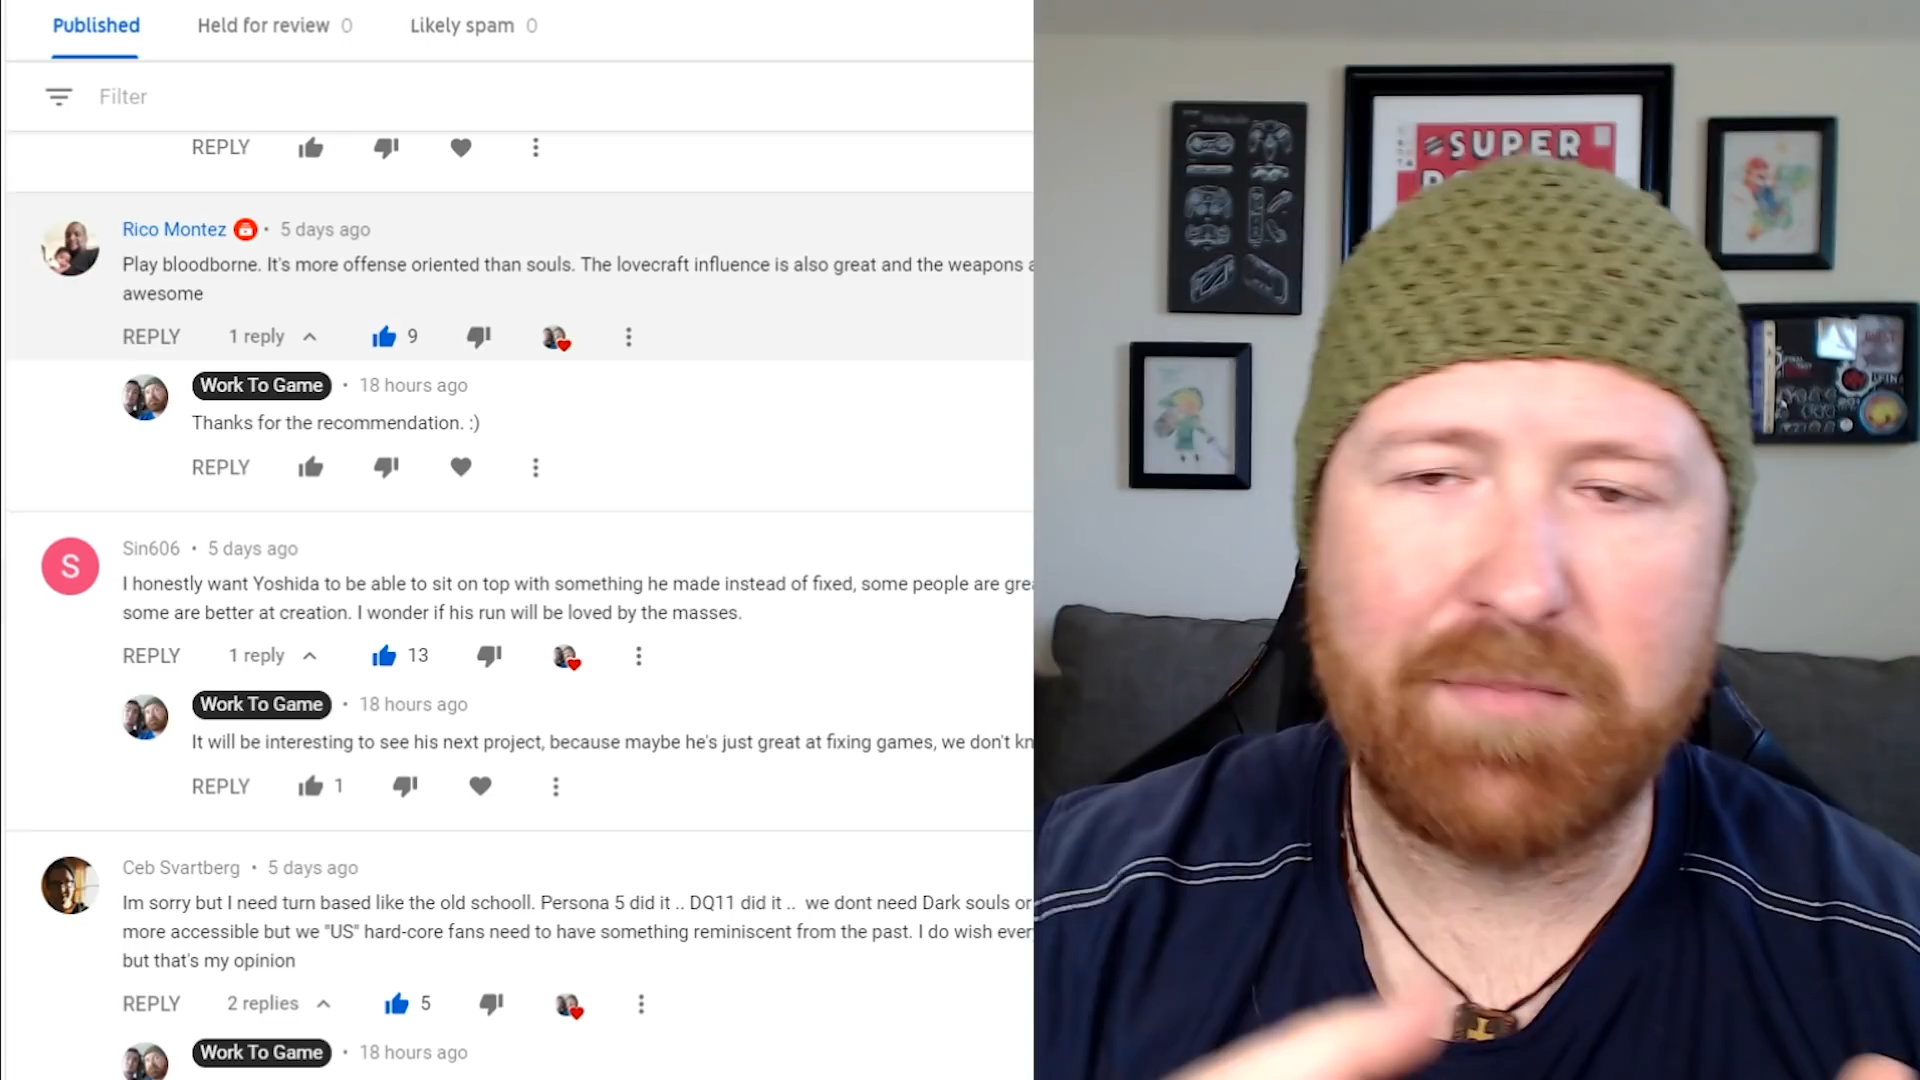 Published Held for review 0 Likely spam 0
Filter
REPLY
Rico Montez • 5 days ago
Play bloodborne. It's more offense oriented than souls. The lovecraft influence is also great and the weapons
awesome
REPLY 1 reply 9
Work To Game • 18 hours ago
Thanks for the recommendation. :)
REPLY
S
Sin606 • 5 days ago
I honestly want Yoshida to be able to sit on top with something he made instead of fixed, some people are
some are better at creation. I wonder if his run will be loved by the masses.
REPLY 1 reply 13
Work To Game • 18 hours ago
It will be interesting to see his next project, because maybe he's just great at fixing games, we don't
REPLY 1
Ceb Svartberg • 5 days ago
Im sorry but I need turn based like the old schooll. Persona 5 did it .. DQ11 did it .. we dont need Dark souls or
more accessible but we "US" hard-core fans need to have something reminiscent from the past. I do wish
but that's my opinion
REPLY 2 replies 5
Work To Game • 18 hours ago
SUPER